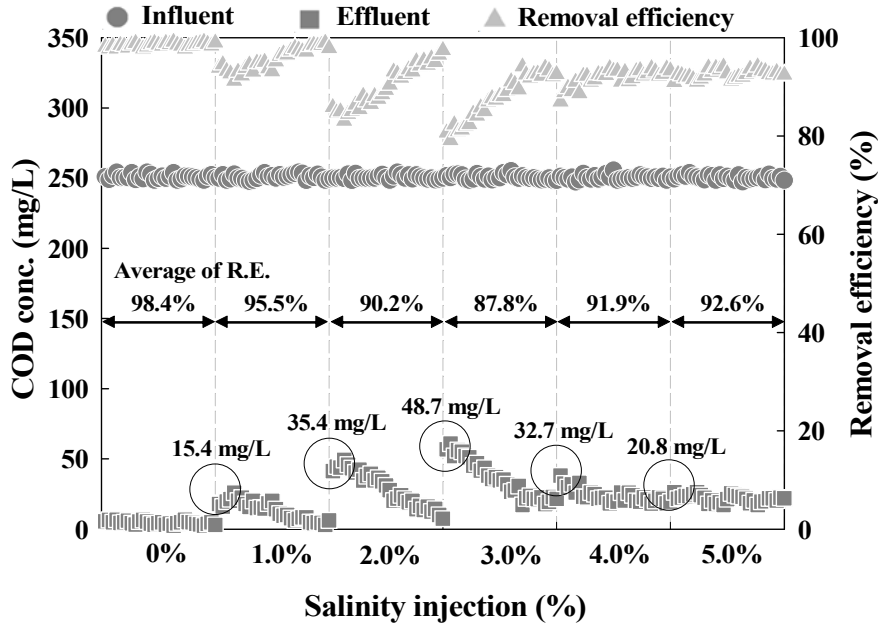 Influent Effluent Removal efficiency
COD conc. (mg/L)
350
300
250
200
150
100
50
0
100
80
60
40
20
0
Removal efficiency (%)
Average of R.E.
98.4% 95.5% 90.2% 87.8% 91.9% 92.6%
15.4 mg/L
35.4 mg/L
48.7 mg/L
32.7 mg/L
20.8 mg/L
0% 1.0% 2.0% 3.0% 4.0% 5.0%
Salinity injection (%)